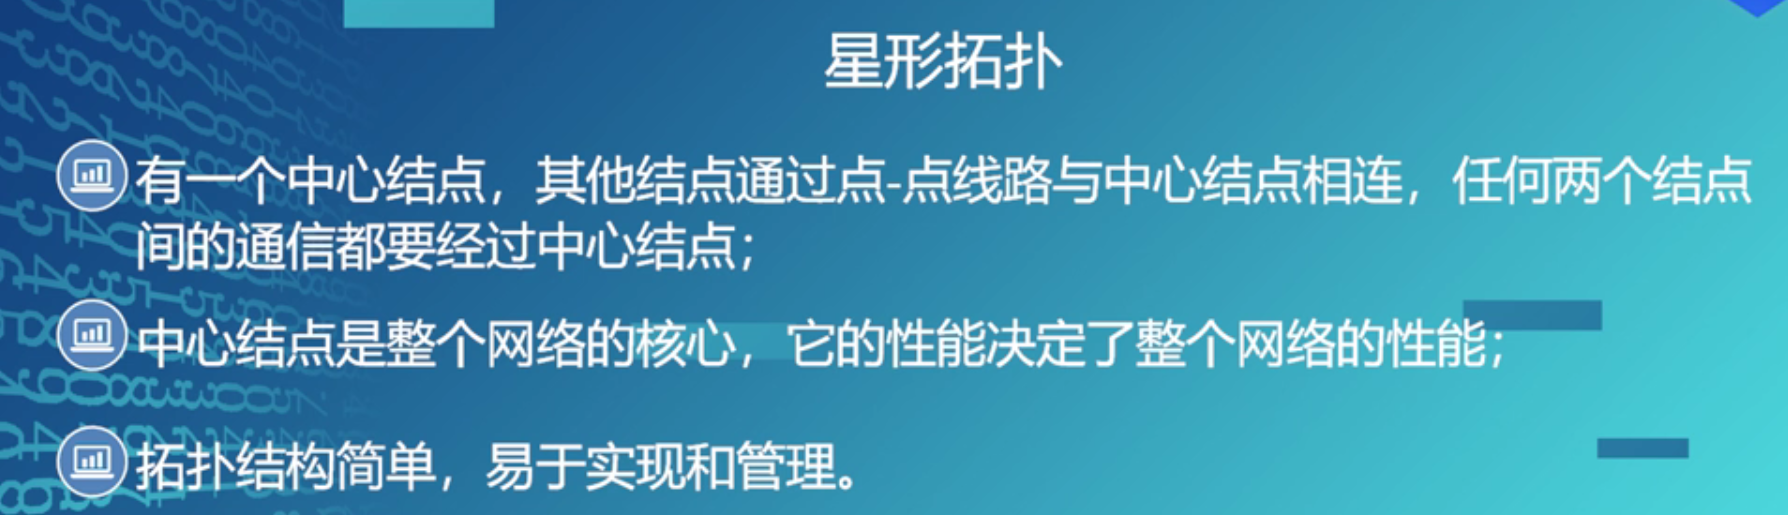 星形拓扑
有一个中心结点，其他结点通过点-点线路与中心结点相连，任何两个结点
间的通信都要经过中心结点；
中心结点是整个网络的核心，它的性能决定了整个网络的性能；
拓扑结构简单，易于实现和管理。